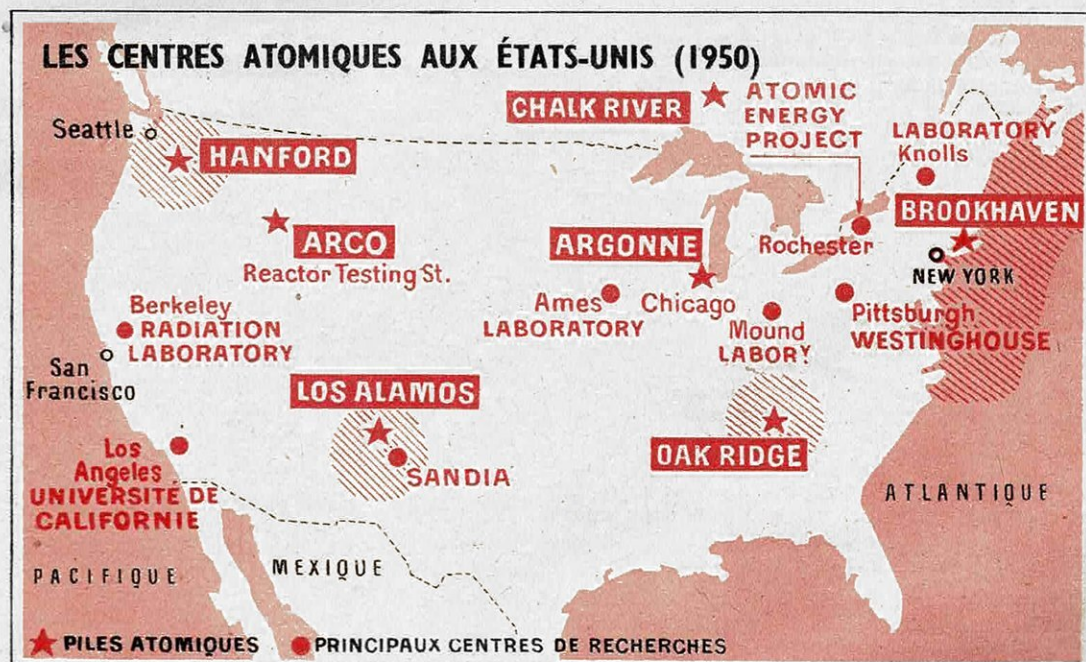 LES CENTRES ATOMIQUES AUX ÉTATS-UNIS (1950)
CHALK RIVER
ATOMIC
ENERGY
PROJECT
Seattle
HANFORD
LABORATORY
Knolls
BROOKHAVEN
ARCO
Reactor Testing St.
ARGONNE
Rochester
NEW YORK
Berkeley
RADIATION
LABORATORY
Ames
LABORATORY
Chicago
Mound
LABORY
Pittsburgh
WESTINGHOUSE
San
Francisco
LOS ALAMOS
SANDIA
OAK RIDGE
Los
Angeles
UNIVERSITÉ DE
CALIFORNIE
ATLANTIQUE
PACIFIQUE
MEXIQUE
PILES ATOMIQUES
PRINCIPAUX CENTRES DE RECHERCHES